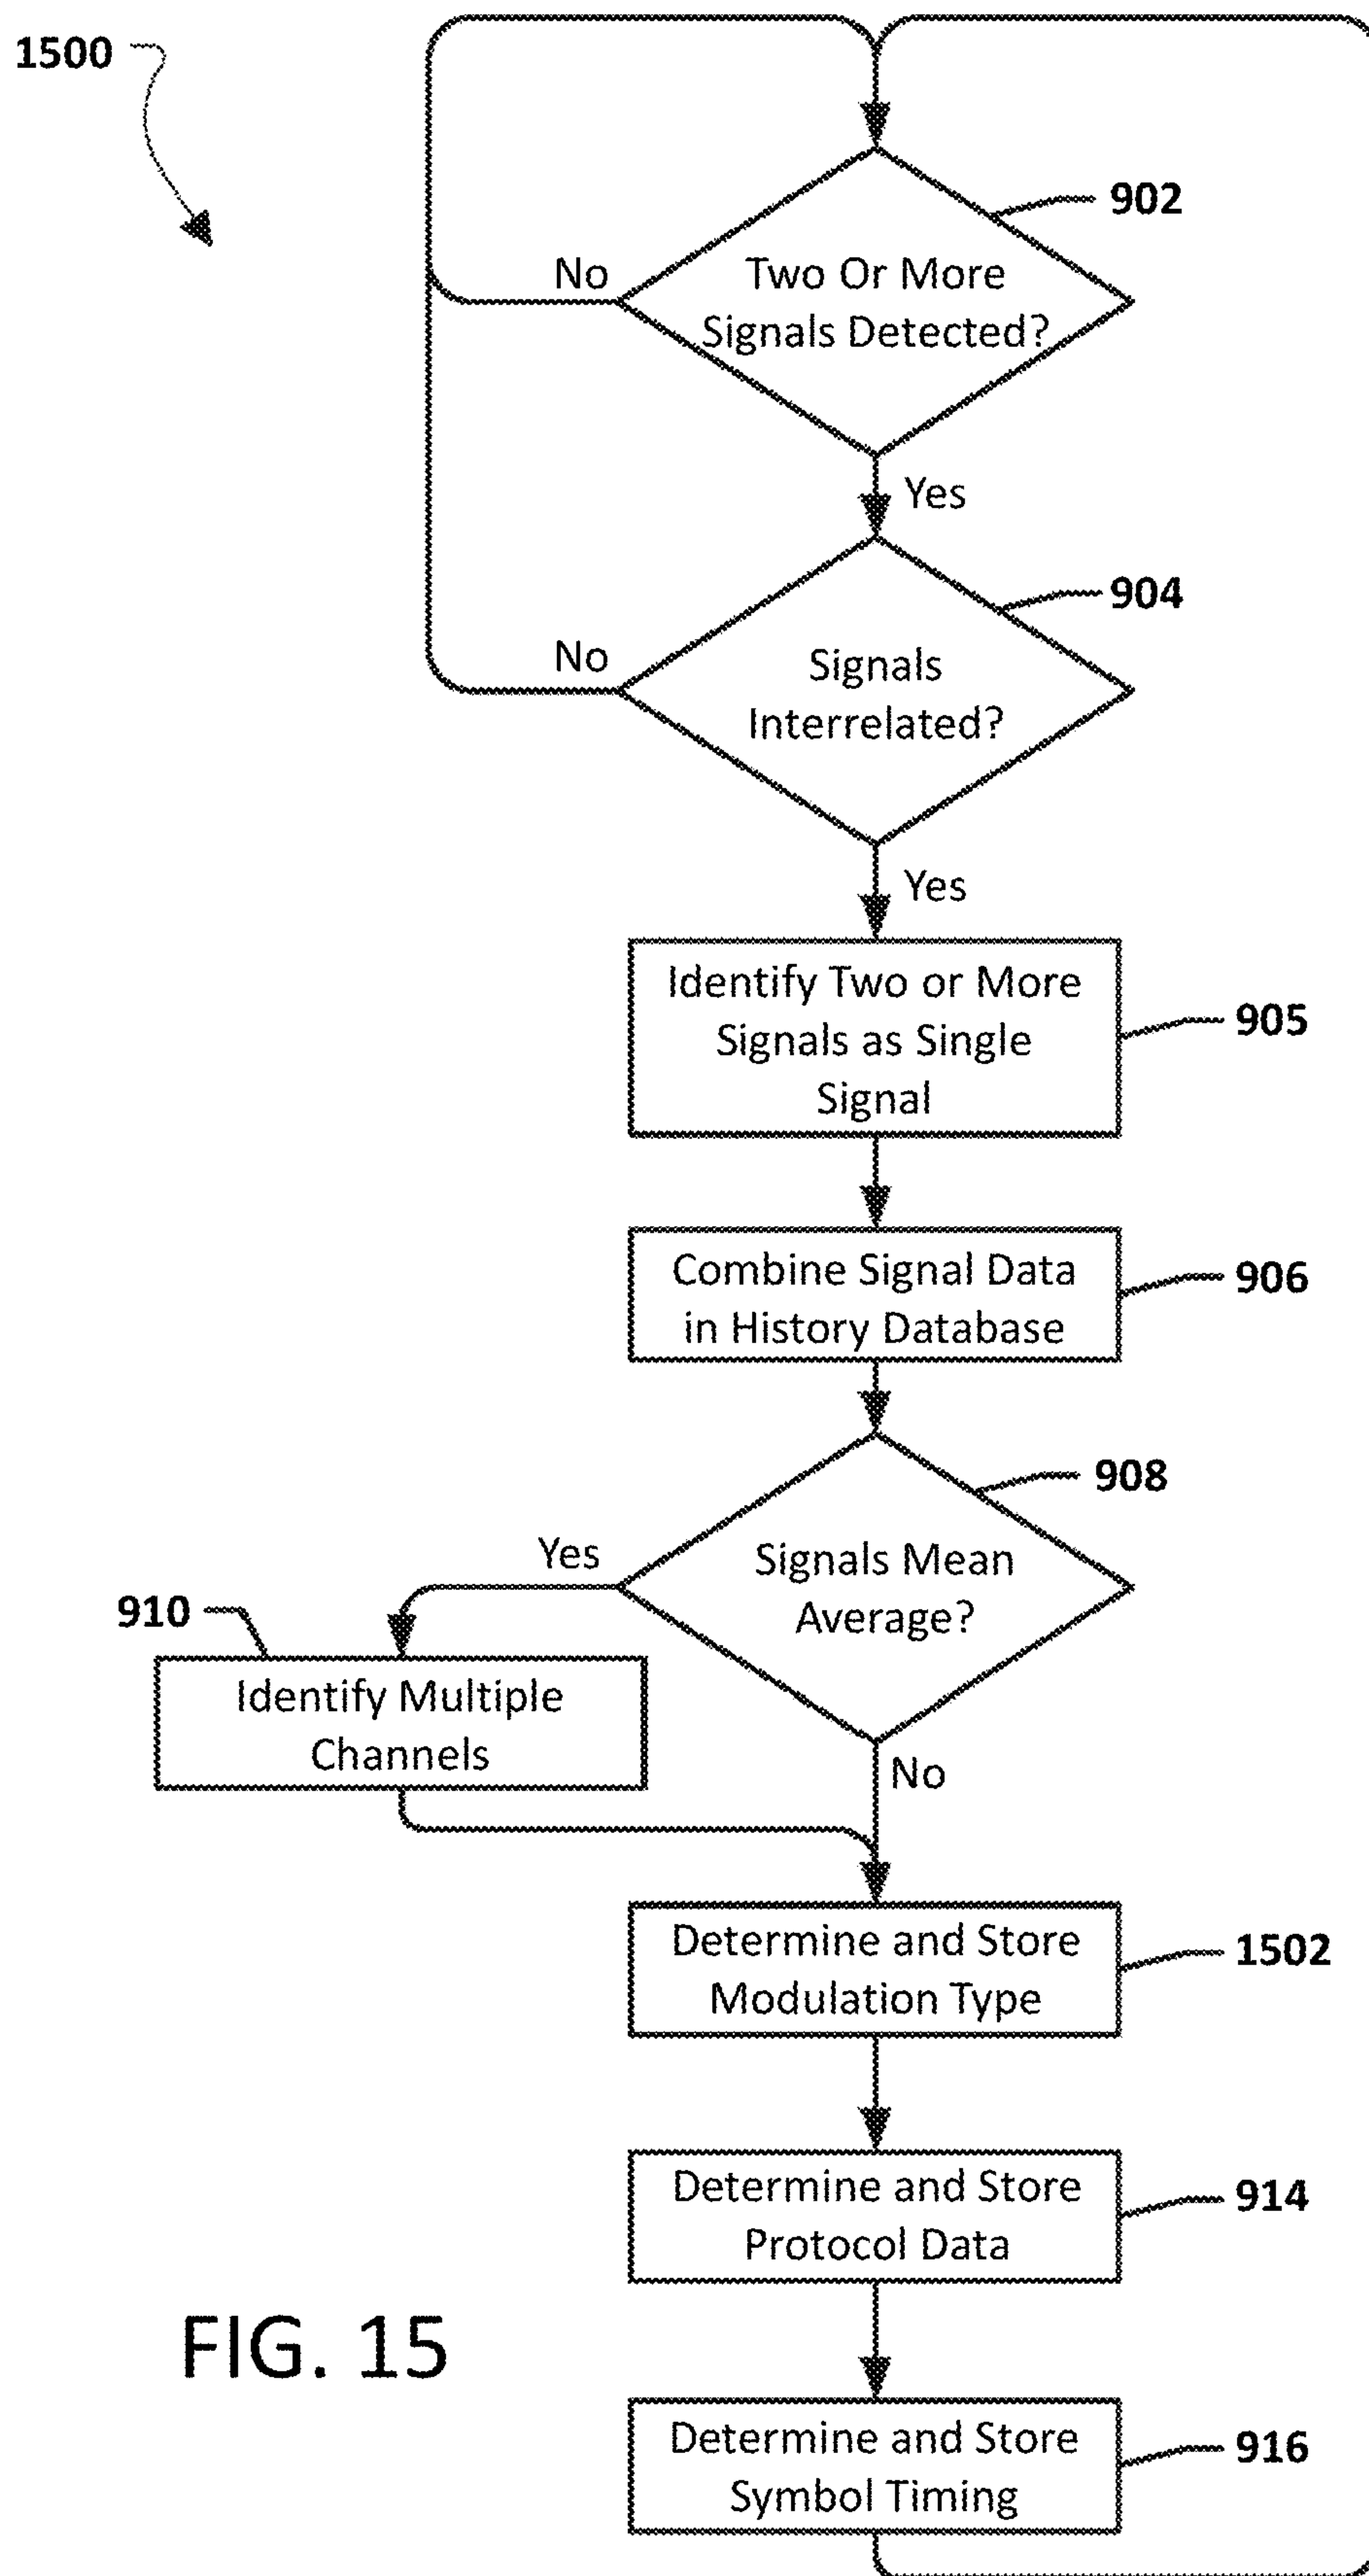 1500
902
No
Two Or More
Signals Detected?
Yes
904
No
Signals
Interrelated?
Yes
Identify Two or More
Signals as Single
Signal
905
Combine Signal Data
in History Database
906
908
Yes
Signals Mean
Average?
910
Identify Multiple
Channels
No
Determine and Store
Modulation Type
1502
Determine and Store
Protocol Data
914
FIG. 15
Determine and Store
Symbol Timing
916